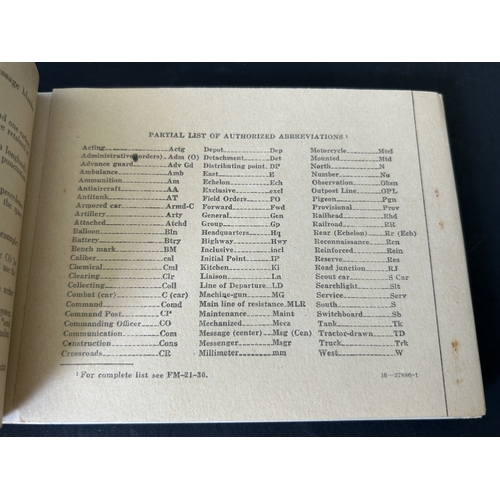 ssage blan
PARTIAL LIST OF AUTHORIZED ABBREVIATIONS¹
Acting Actg
Administrative (orders) Adm (O)
Advance guard Adv Gd
Ambulance Amb
Ammunition Am
Antiaircraft AA
Antitank AT
Armored car Armd-C
Artillery Arty
Attached Atchd
Balloon Bln
Battery Btry
Bench mark BM
Caliber cal
Chemical Cml
Clearing Clr
Collecting Coll
Combat (car) C (car)
Command Comd
Command Post CP
Commanding Officer CO
Communication Com
Construction Cons
Crossroads CR
Depot Dep
Detachment Det
Distributing point DP
East E
Echelon Ech
Exclusive excl
Field Orders FO
Forward Fwd
General Gen
Group Gp
Headquarters Hq
Highway Hwy
Inclusive incl
Initial Point IP
Kitchen Ki
Liaison Ln
Line of Departure LD
Machine-gun MG
Main line of resistance MLR
Maintenance Maint
Mechanized Mecz
Message (center) Msg (Cen)
Messenger Msgr
Millimeter mm
Motorcycle Mtcl
Mounted Mtd
North N
Number No
Observation Obsn
Outpost Line OPL
Pigeon Pgn
Provisional Prov
Railhead Rhd
Railroad RR
Rear (Echelon) Rr (Ech)
Reconnaissance Rcn
Reinforced Rein
Reserve Res
Road junction RJ
Scout car S Car
Searchlight Slt
Service Serv
South S
Switchboard Sb
Tank Tk
Tractor-drawn TD
Truck Trk
West W
¹ For complete list see FM-21-30.
16—27886-1